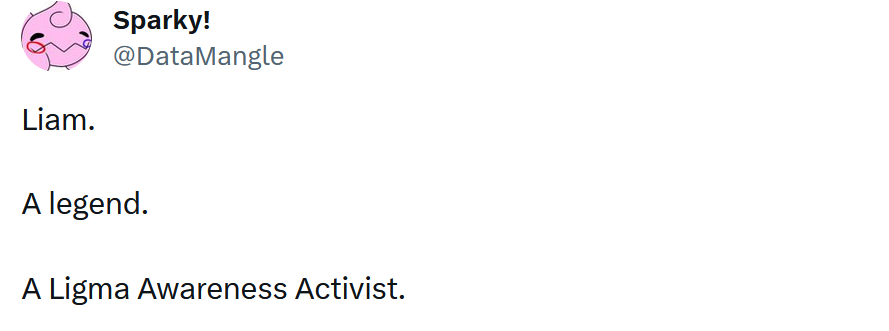 Sparky!
@DataMangle
Liam.
A legend.
A Ligma Awareness Activist.